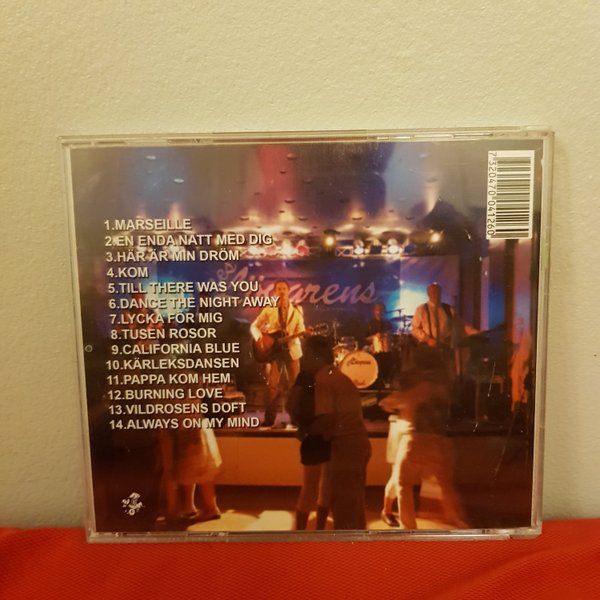 1.MARSEILLE
2.EN ENDA NATT MED DIG
3.HÄR ÄR MIN DRÖM
4.KOM
5.TILL THERE WAS YOU
6.DANCE THE NIGHT AWAY
7.LYCKA FÖR MIG
8.TUSEN ROSOR
9.CALIFORNIA BLUE
10.KÄRLEKSDANSEN
11.PAPPA KOM HEM
12.BURNING LOVE
13.VILDROSENS DOFT
14.ALWAYS ON MY MIND
7320470041260